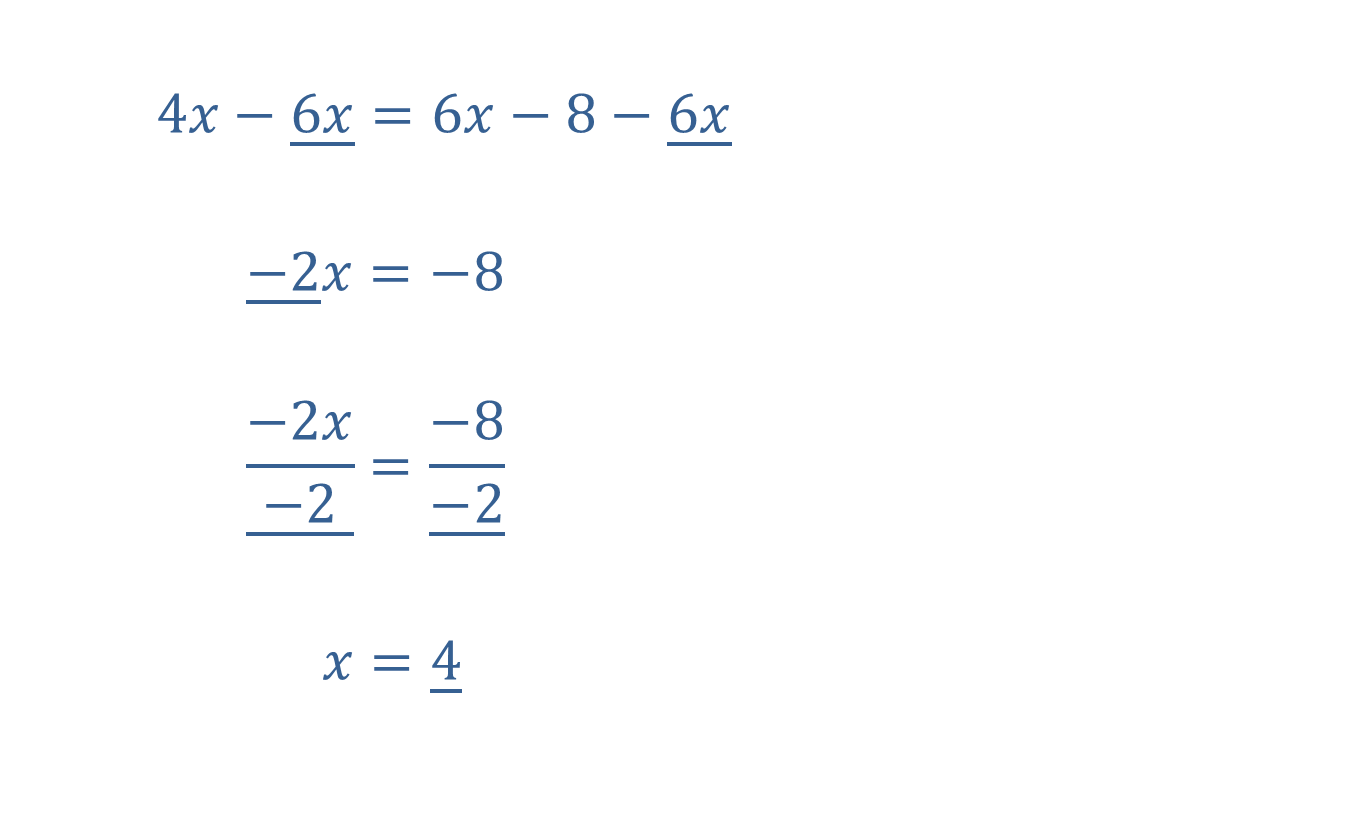 4x − 6x = 6x − 8 − 6x
−2x = −8
−2x/−2 = −8/−2
x = 4